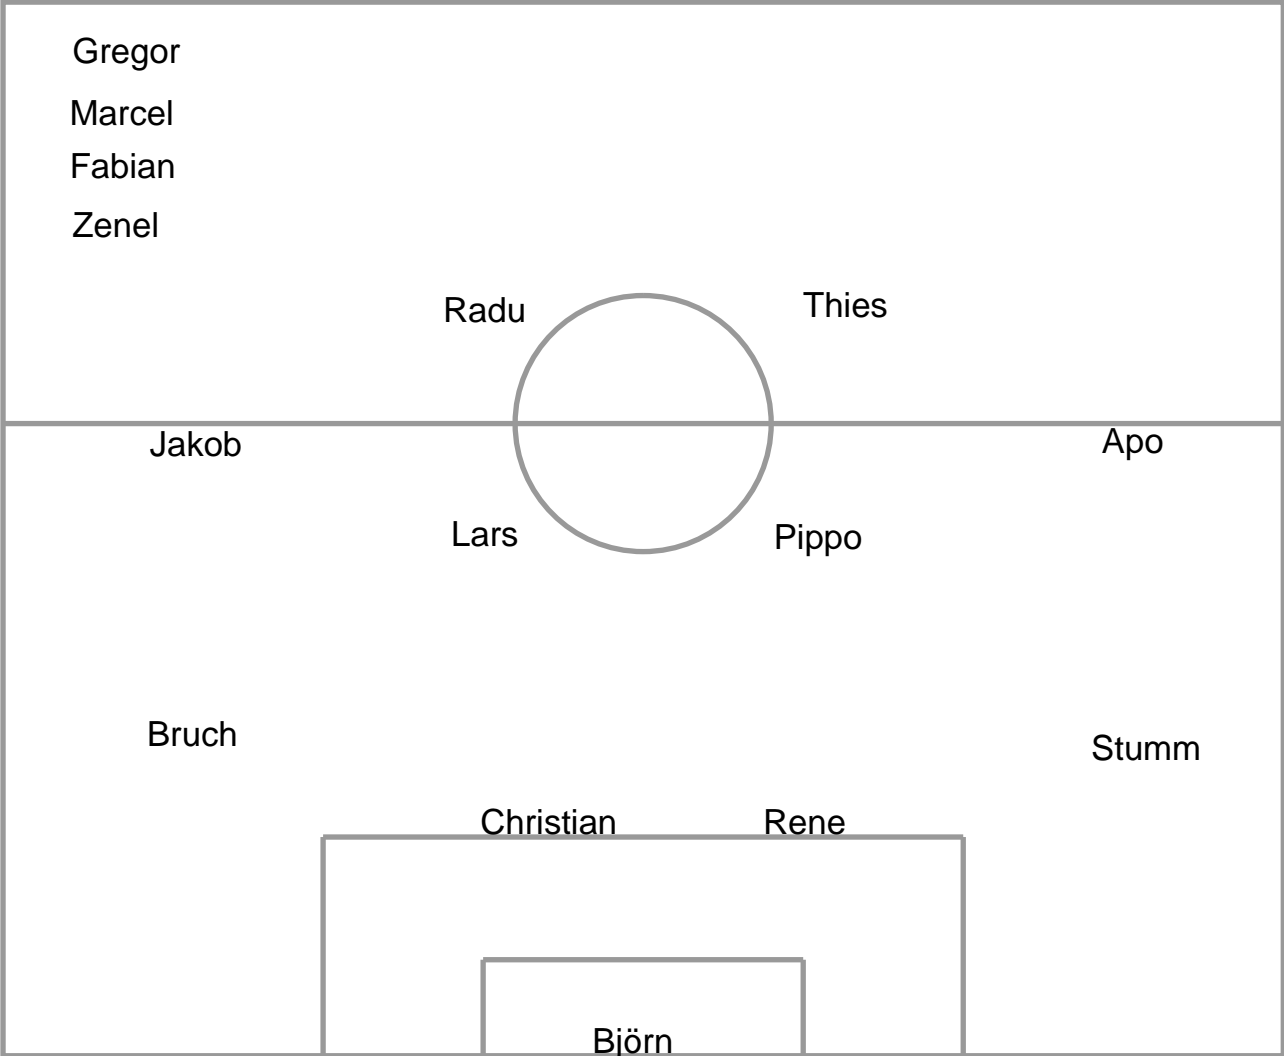 Gregor
Marcel
Fabian
Zenel
Radu
Thies
Jakob
Apo
Lars
Pippo
Bruch
Stumm
Christian
Rene
Björn